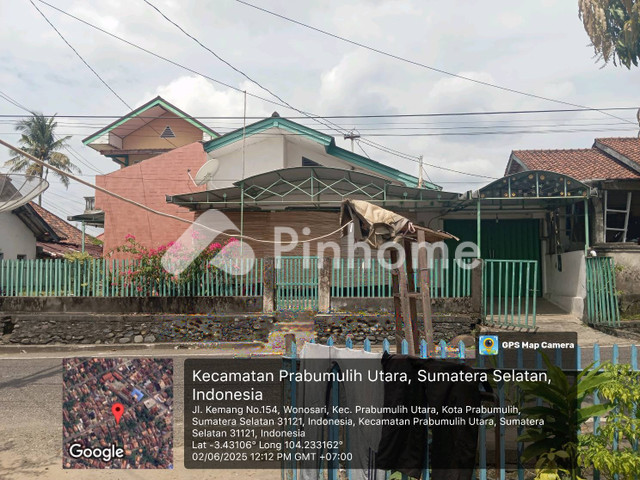 Pinhome
GPS Map Camera
Kecamatan Prabumulih Utara, Sumatera Selatan,
Indonesia
Jl. Kemang No.154, Wonosari, Kec. Prabumulih Utara, Kota Prabumulih,
Sumatera Selatan 31121, Indonesia, Kecamatan Prabumulih Utara, Sumatera
Selatan 31121, Indonesia
Lat -3.43106° Long 104.233162°
02/06/2025 12:12 PM GMT +07:00
Google